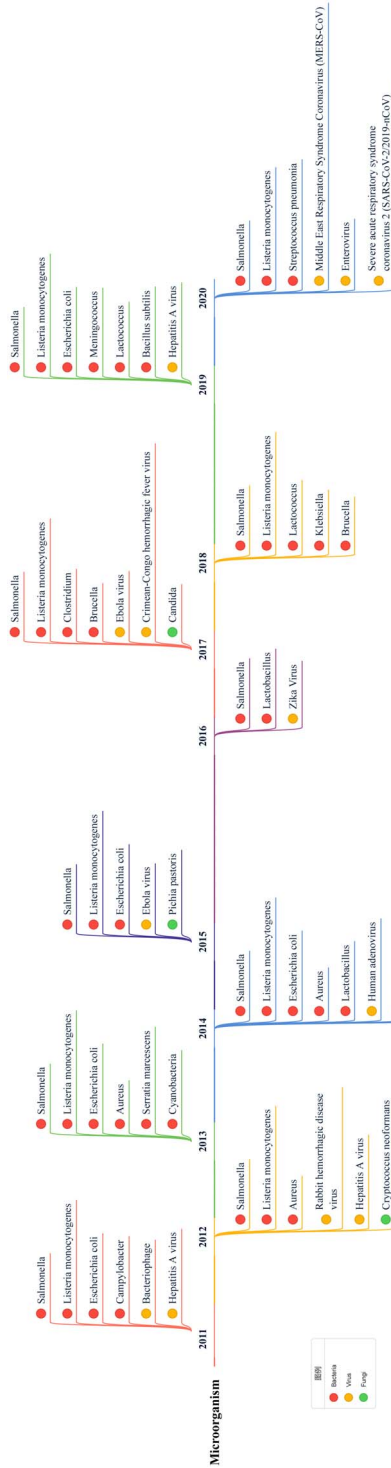 Microorganism
2011
Salmonella
Listeria monocytogenes
Escherichia coli
Campylobacter
Bacteriophage
Hepatitis A virus
2012
Salmonella
Listeria monocytogenes
Aureus
Rabbit hemorrhagic disease
virus
Hepatitis A virus
Cryptococcus neoformans
2013
Salmonella
Listeria monocytogenes
Escherichia coli
Aureus
Serratia marcescens
Cyanobacteria
2014
Salmonella
Listeria monocytogenes
Escherichia coli
Aureus
Lactobacillus
Human adenovirus
2015
Salmonella
Listeria monocytogenes
Escherichia coli
Ebola virus
Pichia pastoris
2016
Salmonella
Lactobacillus
Zika Virus
2017
Salmonella
Listeria monocytogenes
Clostridium
Brucella
Ebola virus
Crimean-Congo hemorrhagic fever virus
Candida
2018
Salmonella
Listeria monocytogenes
Lactococcus
Klebsiella
Brucella
2019
Salmonella
Listeria monocytogenes
Escherichia coli
Meningococcus
Lactococcus
Bacillus subtilis
Hepatitis A virus
2020
Salmonella
Listeria monocytogenes
Streptococcus pneumonia
Middle East Respiratory Syndrome Coronavirus (MERS-CoV)
Enterovirus
Severe acute respiratory syndrome
coronavirus 2 (SARS-CoV-2/2019-nCoV)
图例
Bacteria
Virus
Fungi